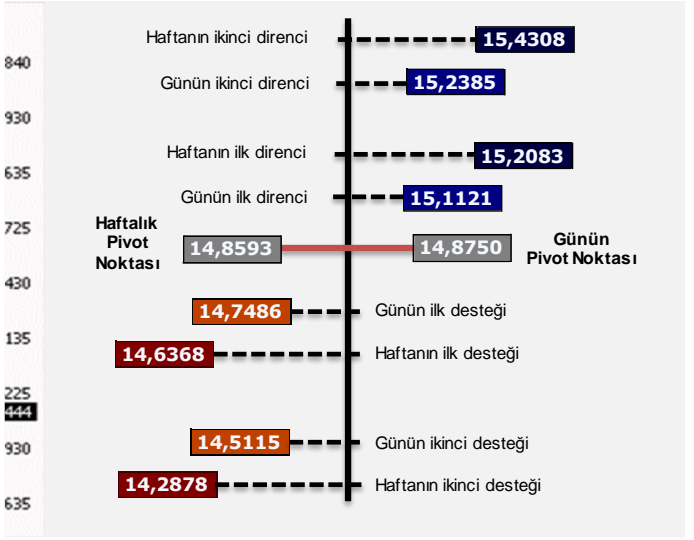 Haftanın ikinci direnci
15,4308
840
Günün ikinci direnci
15,2385
930
Haftanın ilk direnci
15,2083
635
Günün ilk direnci
15,1121
725
Haftalık
Pivot
Noktası
14,8593
14,8750
Günün
Pivot Noktası
430
14,7486
Günün ilk desteği
135
14,6368
Haftanın ilk desteği
225
444
930
14,5115
Günün ikinci desteği
14,2878
Haftanın ikinci desteği
635